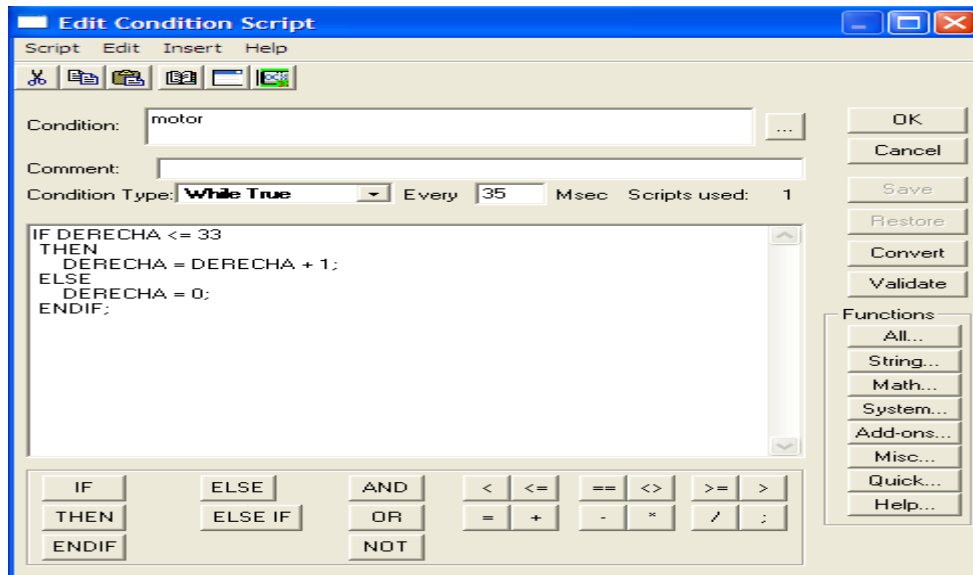 Edit Condition Script
Script Edit Insert Help
Condition: motor ... OK
Cancel
Comment:
Condition Type: While True Every 35 Msec Scripts used: 1 Save
Restore
IF DERECHA <= 33
THEN
DERECHA = DERECHA + 1;
ELSE
DERECHA = 0;
ENDIF;
Convert
Validate
Functions
All...
String...
Math...
System...
Add-ons...
Misc...
Quick...
Help...
IF ELSE AND < <= == <> >= >
THEN ELSE IF OR = + - * / ;
ENDIF NOT